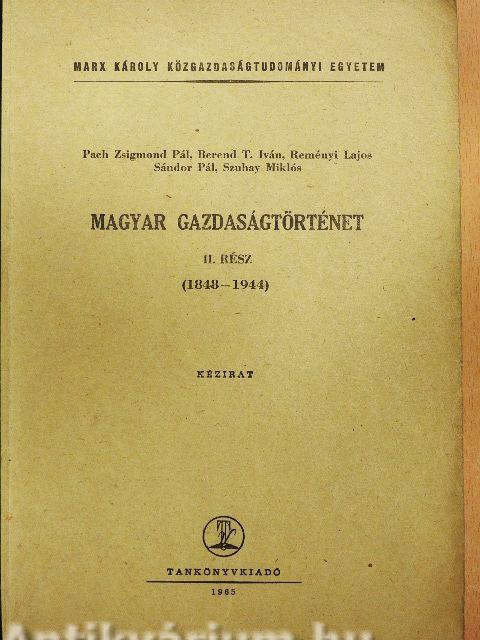 MARX KÁROLY KÖZGAZDASÁGTUDOMÁNYI EGYETEM
Pach Zsigmond Pál, Berend T. Iván, Reményi Lajos
Sándor Pál, Szuhay Miklós
MAGYAR GAZDASÁGTÖRTÉNET
II. RÉSZ
(1848–1944)
KÉZIRAT
TANKÖNYVKIADÓ
1965
Antikvárium.hu